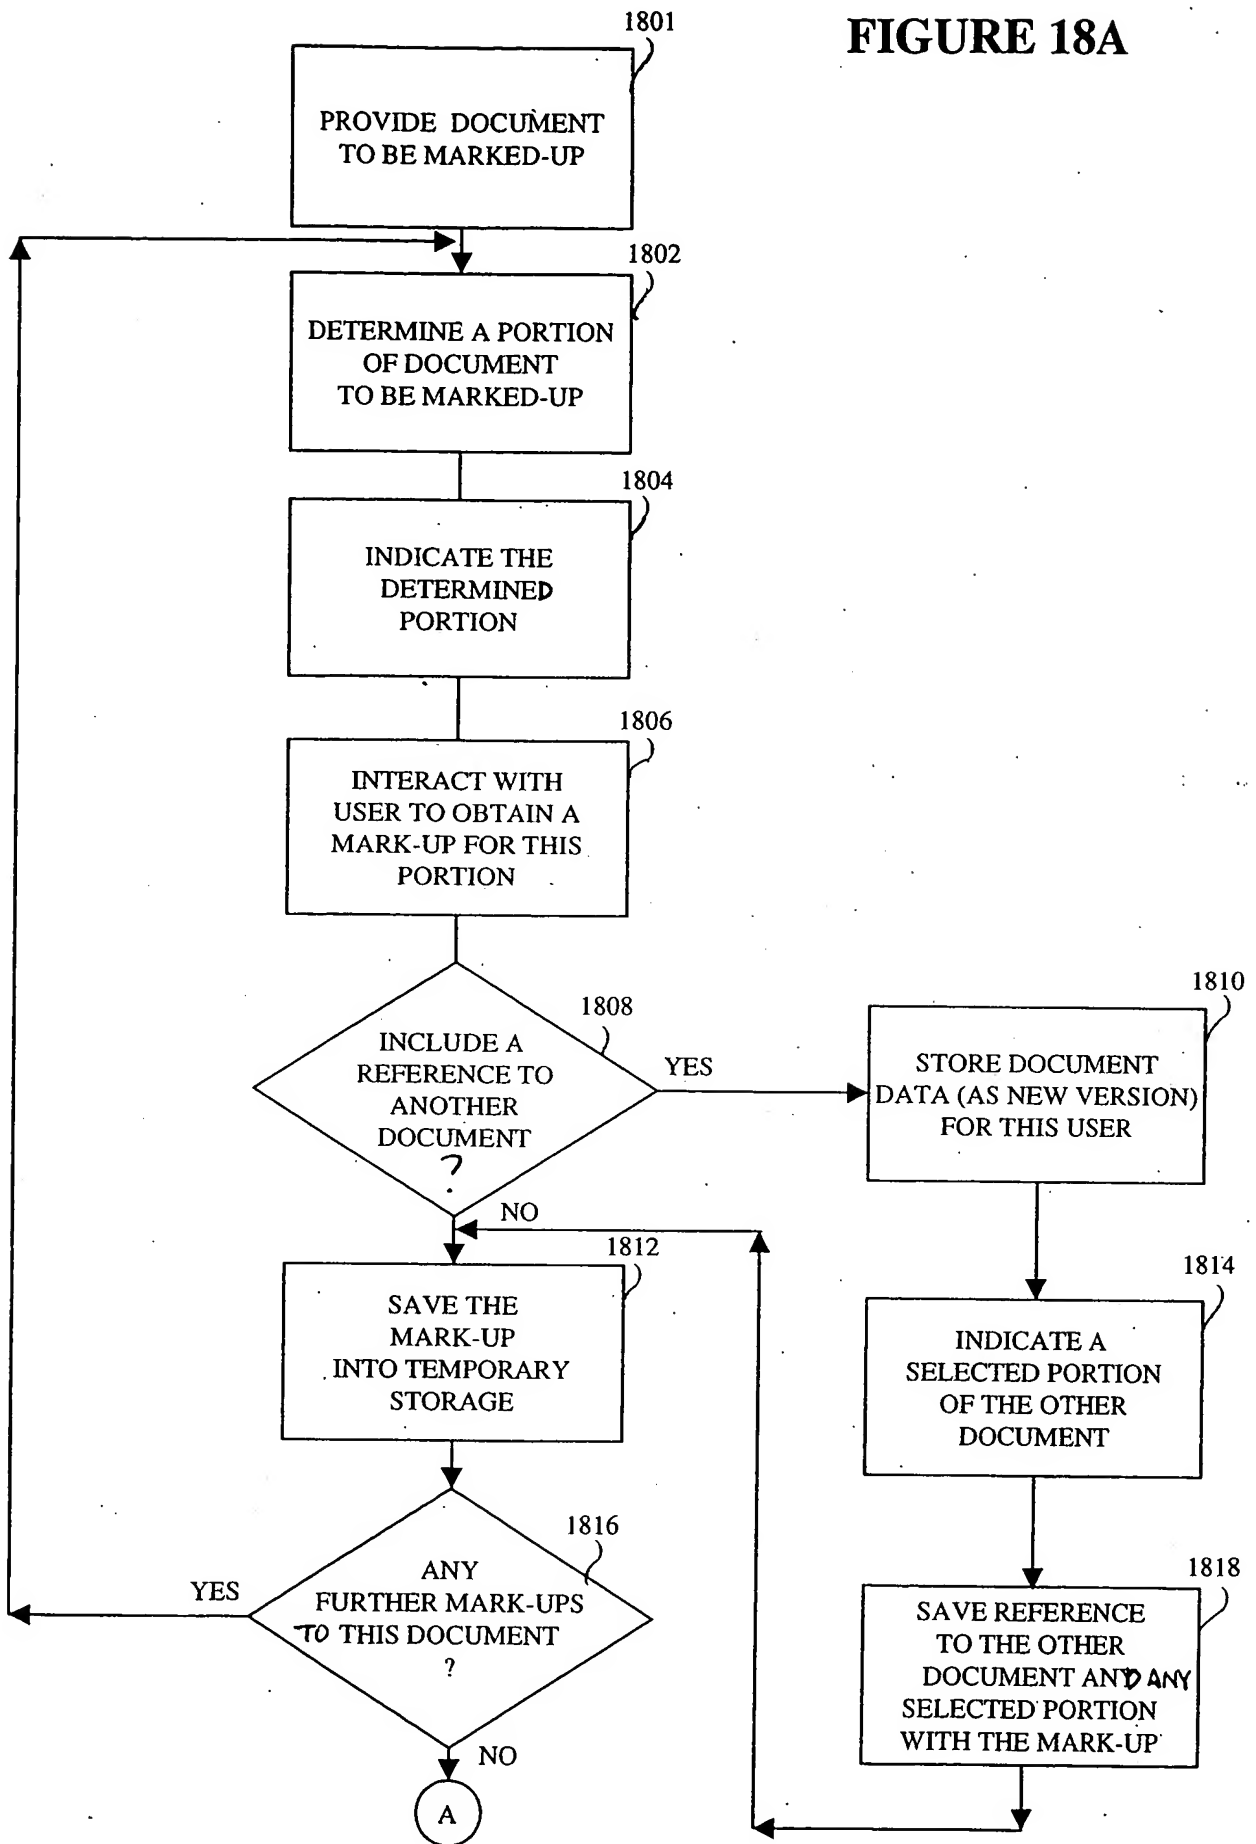 FIGURE 18A
1801
PROVIDE DOCUMENT
TO BE MARKED-UP
1802
DETERMINE A PORTION
OF DOCUMENT
TO BE MARKED-UP
1804
INDICATE THE
DETERMINED
PORTION
1806
INTERACT WITH
USER TO OBTAIN A
MARK-UP FOR THIS
PORTION
1808
INCLUDE A
REFERENCE TO
ANOTHER
DOCUMENT
?
YES
NO
1810
STORE DOCUMENT
DATA (AS NEW VERSION)
FOR THIS USER
1812
SAVE THE
MARK-UP
INTO TEMPORARY
STORAGE
1814
INDICATE A
SELECTED PORTION
OF THE OTHER
DOCUMENT
1816
ANY
FURTHER MARK-UPS
TO THIS DOCUMENT
?
YES
NO
A
1818
SAVE REFERENCE
TO THE OTHER
DOCUMENT AND ANY
SELECTED PORTION
WITH THE MARK-UP